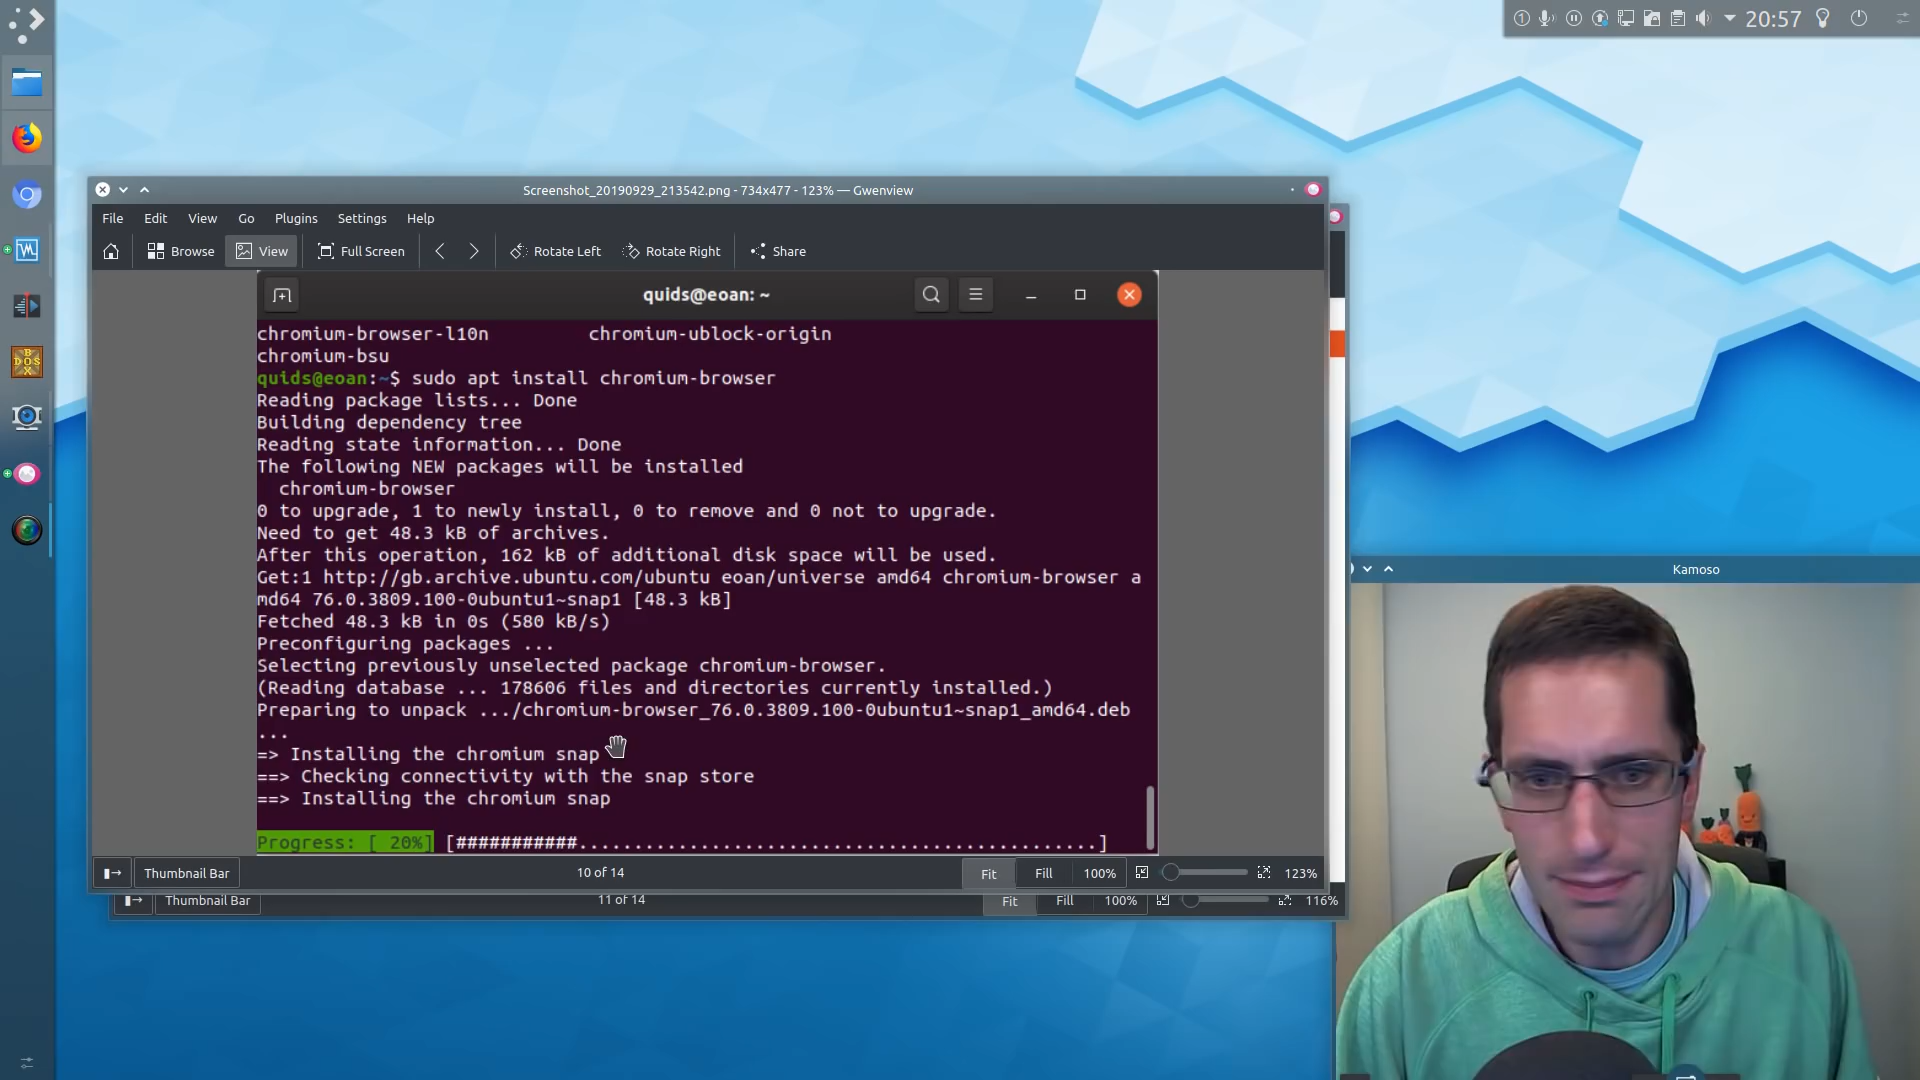 20:57
Screenshot_20190929_213542.png - 734x477 - 123% — Gwenview
File Edit View Go Plugins Settings Help
Browse View Full Screen Rotate Left Rotate Right Share
quids@eoan: ~
chromium-browser-l10n chromium-ublock-origin
chromium-bsu
quids@eoan:~$ sudo apt install chromium-browser
Reading package lists... Done
Building dependency tree
Reading state information... Done
The following NEW packages will be installed
chromium-browser
0 to upgrade, 1 to newly install, 0 to remove and 0 not to upgrade.
Need to get 48.3 kB of archives.
After this operation, 162 kB of additional disk space will be used.
Get:1 http://gb.archive.ubuntu.com/ubuntu eoan/universe amd64 chromium-browser a
md64 76.0.3809.100-0ubuntu1~snap1 [48.3 kB]
Fetched 48.3 kB in 0s (580 kB/s)
Preconfiguring packages ...
Selecting previously unselected package chromium-browser.
(Reading database ... 178606 files and directories currently installed.)
Preparing to unpack .../chromium-browser_76.0.3809.100-0ubuntu1~snap1_amd64.deb
...
=> Installing the chromium snap
==> Checking connectivity with the snap store
==> Installing the chromium snap
Progress: [ 20%] [###########...............................................]
Thumbnail Bar 10 of 14 Fit Fill 100% 123%
Thumbnail Bar 11 of 14 Fit Fill 100% 116%
Kamoso
DOS